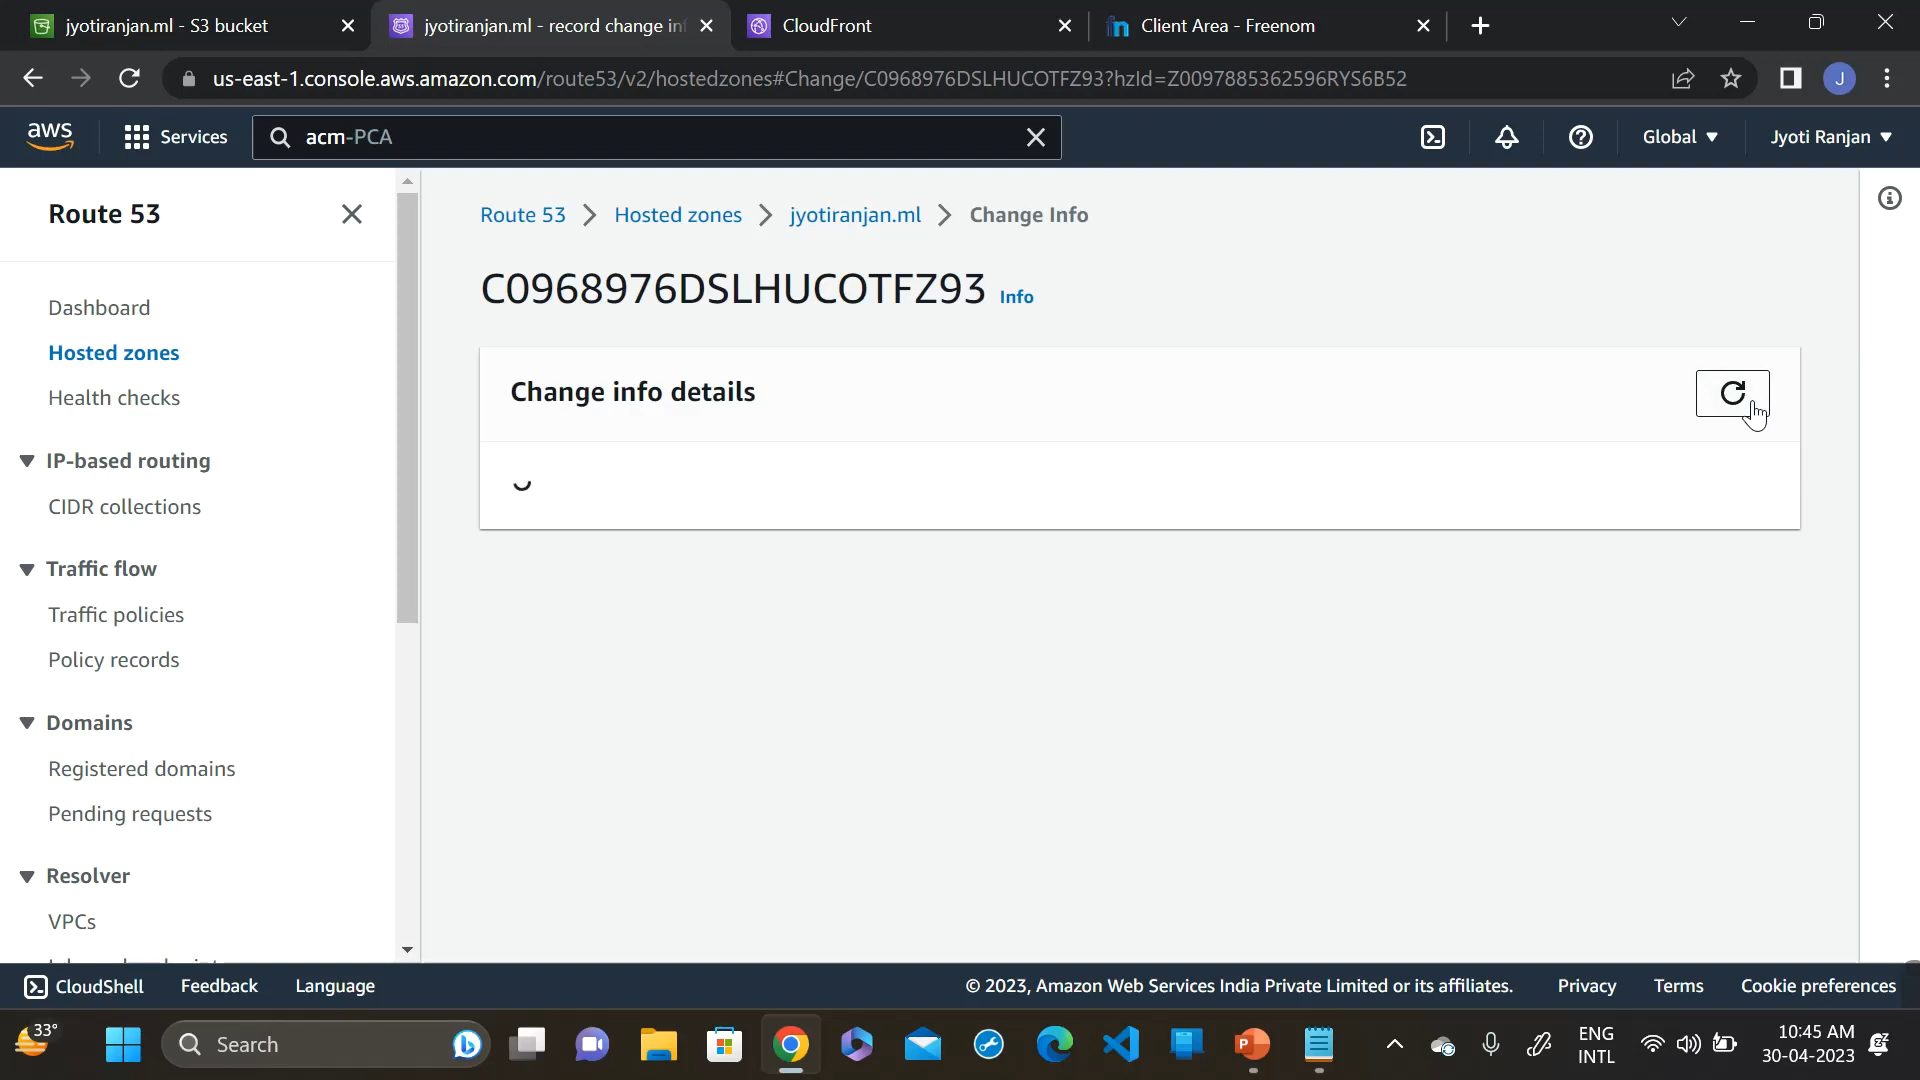 jyotiranjan.ml - S3 bucket
jyotiranjan.ml - record change in
CloudFront
Client Area - Freenom
us-east-1.console.aws.amazon.com/route53/v2/hostedzones#Change/C0968976DSLHUCOTFZ93?hzId=Z0097885362596RYS6B52
J
aws
Services
acm-PCA
Global
Jyoti Ranjan
Route 53
Dashboard
Hosted zones
Health checks
IP-based routing
CIDR collections
Traffic flow
Traffic policies
Policy records
Domains
Registered domains
Pending requests
Resolver
VPCs
Route 53
Hosted zones
jyotiranjan.ml
Change Info
C0968976DSLHUCOTFZ93 Info
Change info details
CloudShell
Feedback
Language
© 2023, Amazon Web Services India Private Limited or its affiliates.
Privacy
Terms
Cookie preferences
33°
Search
ENG
INTL
10:45 AM
30-04-2023